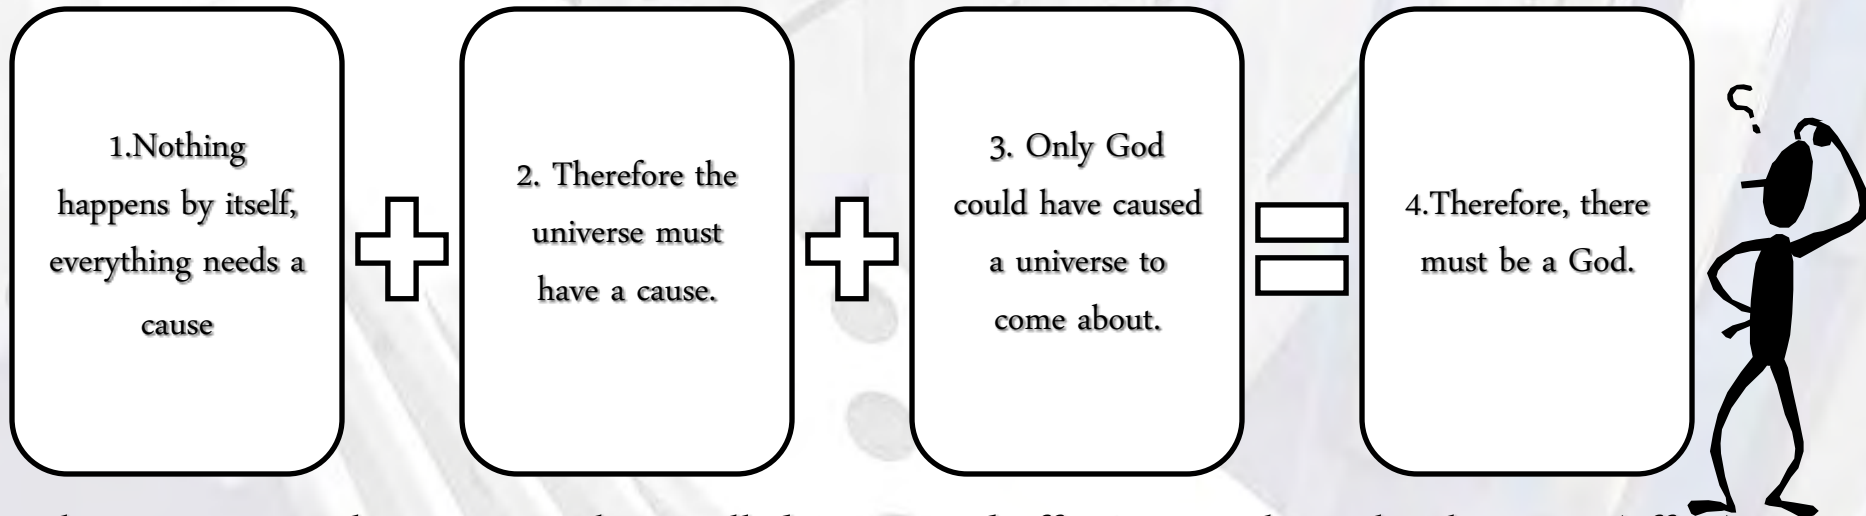 1.Nothing
happens by itself,
everything needs a
cause
2. Therefore the
universe must
have a cause.
3. Only God
could have caused
a universe to
come about.
4.Therefore, there
must be a God.
?